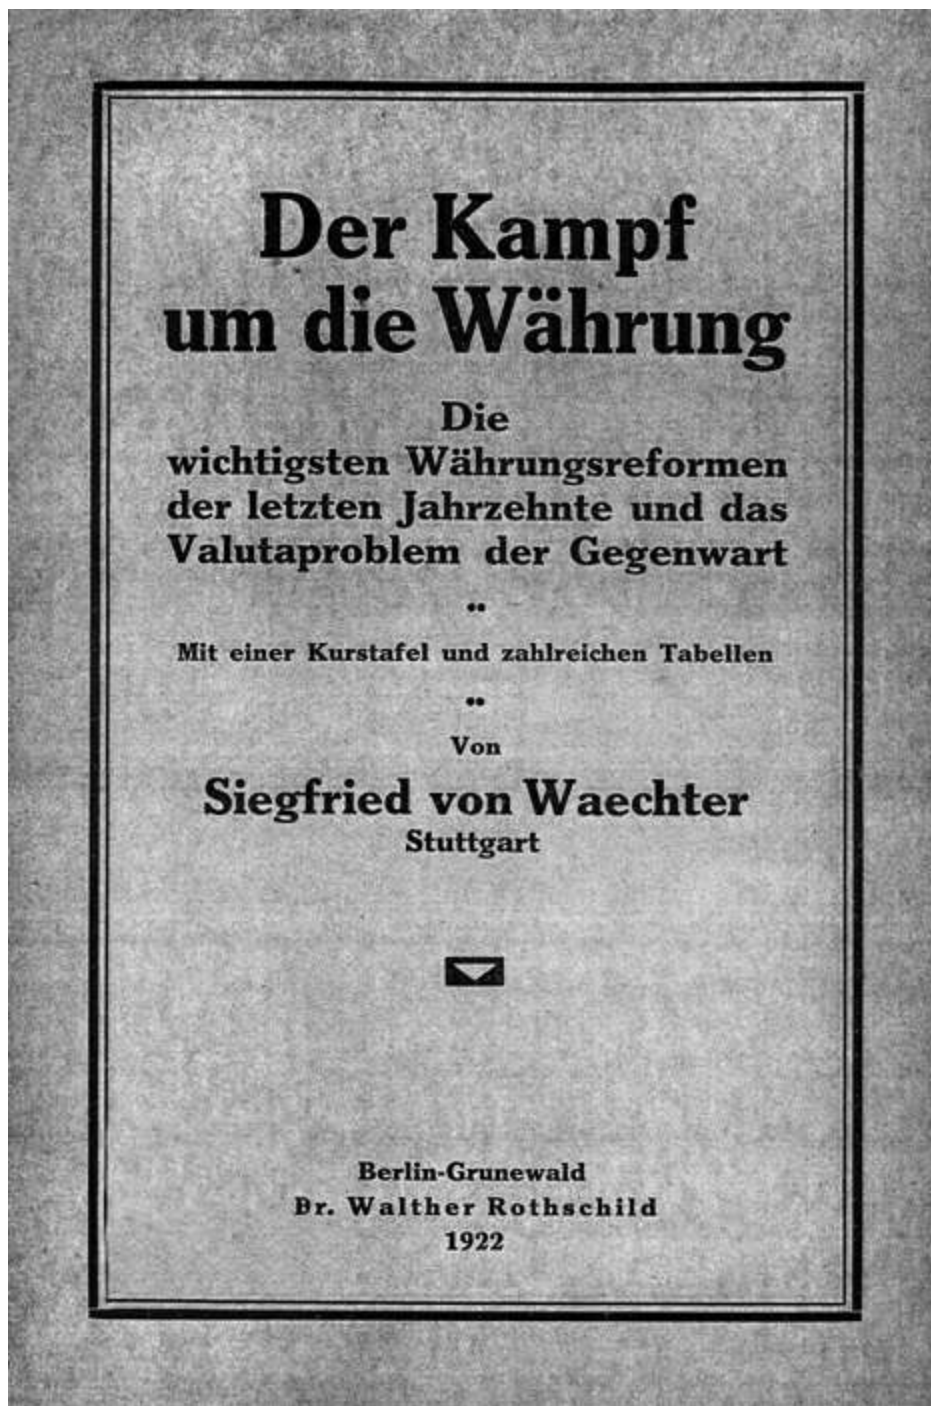 Der Kampf
um die Währung
Die
wichtigsten Währungsreformen
der letzten Jahrzehnte und das
Valutaproblem der Gegenwart
••
Mit einer Kurstafel und zahlreichen Tabellen
••
Von
Siegfried von Waechter
Stuttgart
Berlin-Grunewald
Dr. Walther Rothschild
1922